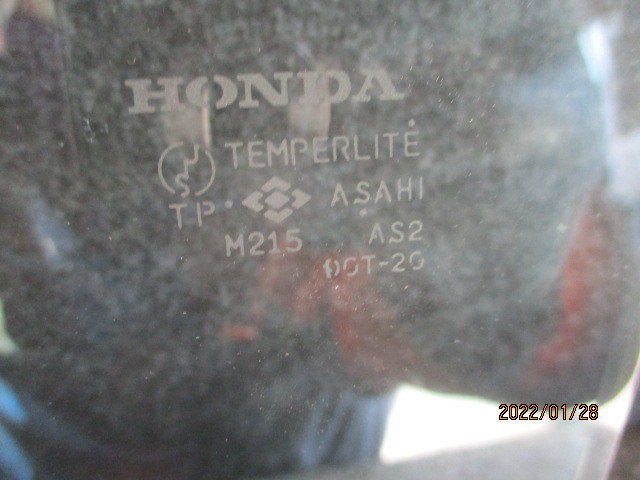 HONDA
TEMPERLITE
TP ASAHI
M215 AS2
DOT-20
2022/01/28